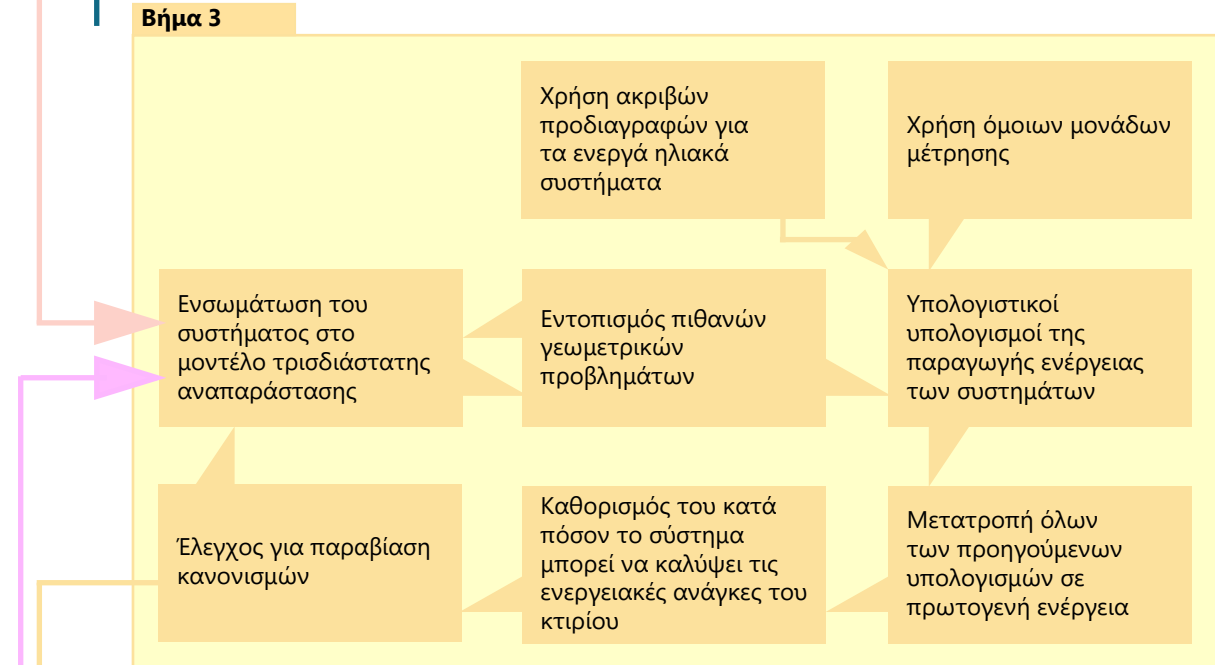 Βήμα 3
Χρήση ακριβών
προδιαγραφών για
τα ενεργά ηλιακά
συστήματα
Χρήση όμοιων μονάδων
μέτρησης
Ενσωμάτωση του
συστήματος στο
μοντέλο τρισδιάστατης
αναπαράστασης
Εντοπισμός πιθανών
γεωμετρικών
προβλημάτων
Υπολογιστικοί
υπολογισμοί της
παραγωγής ενέργειας
των συστημάτων
Έλεγχος για παραβίαση
κανονισμών
Καθορισμός του κατά
πόσον το σύστημα
μπορεί να καλύψει τις
ενεργειακές ανάγκες του
κτιρίου
Μετατροπή όλων
των προηγούμενων
υπολογισμών σε
πρωτογενή ενέργεια